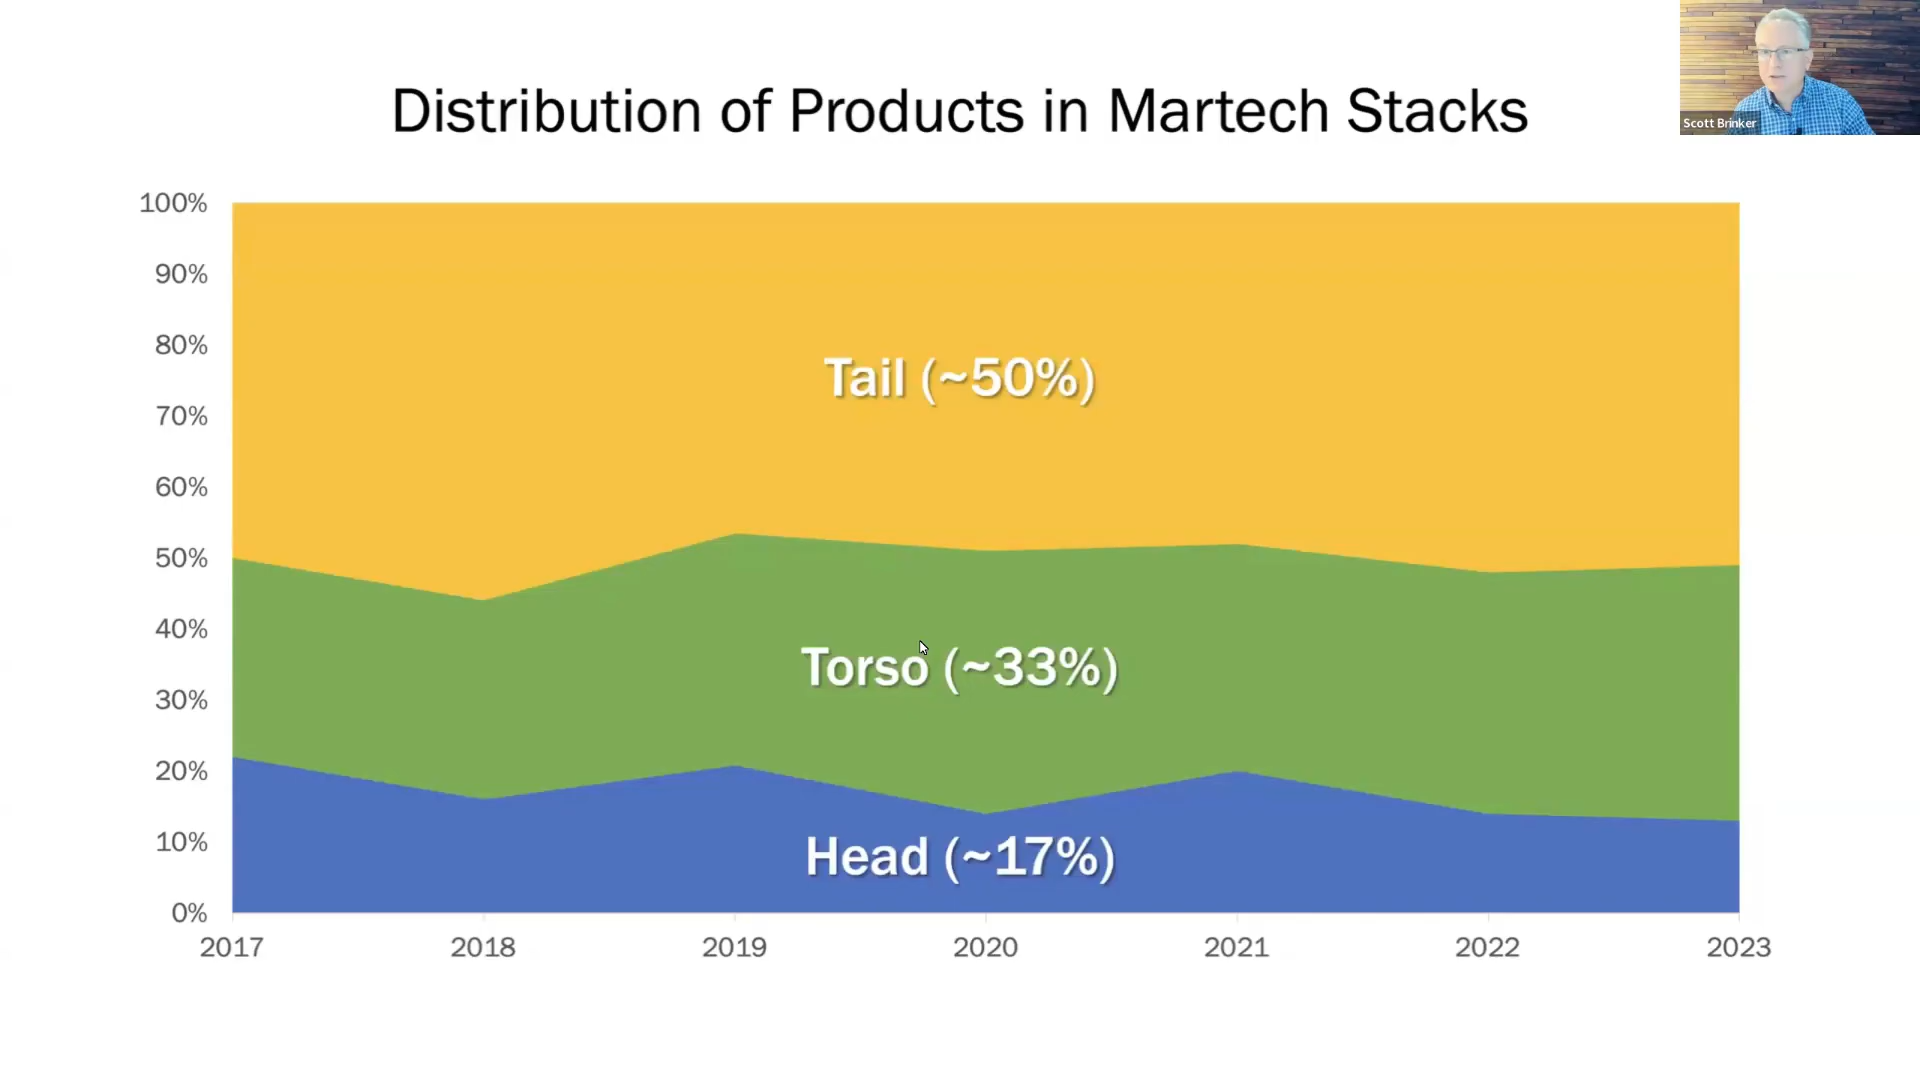 Distribution of Products in Martech Stacks
Scott Brinker
100%
90%
80%
70%
60%
50%
40%
30%
20%
10%
0%
Tail (~50%)
Torso (~33%)
Head (~17%)
2017 2018 2019 2020 2021 2022 2023